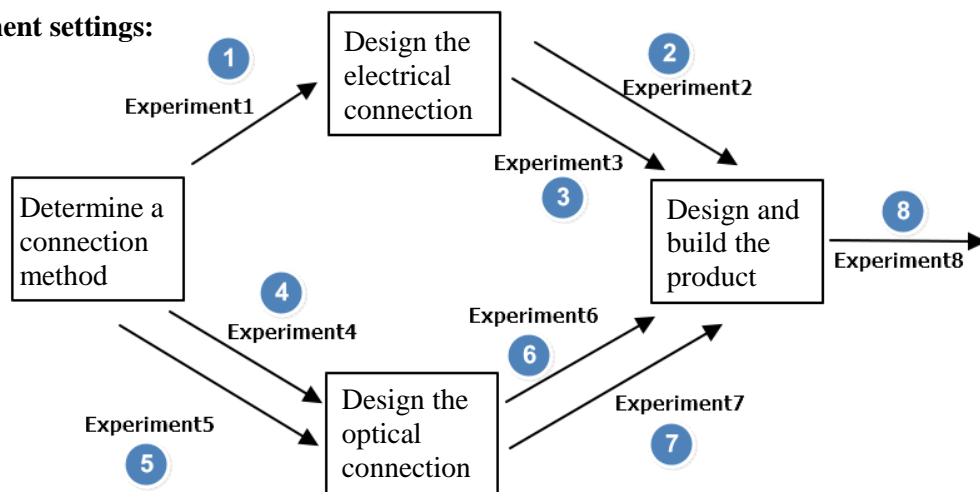 ment settings:
Design the
electrical
connection
1
Experiment1
2
Experiment2
Experiment3
3
Determine a
connection
method
Design and
build the
product
8
Experiment8
4
Experiment4
Experiment6
6
Experiment5
5
Design the
optical
connection
Experiment7
7